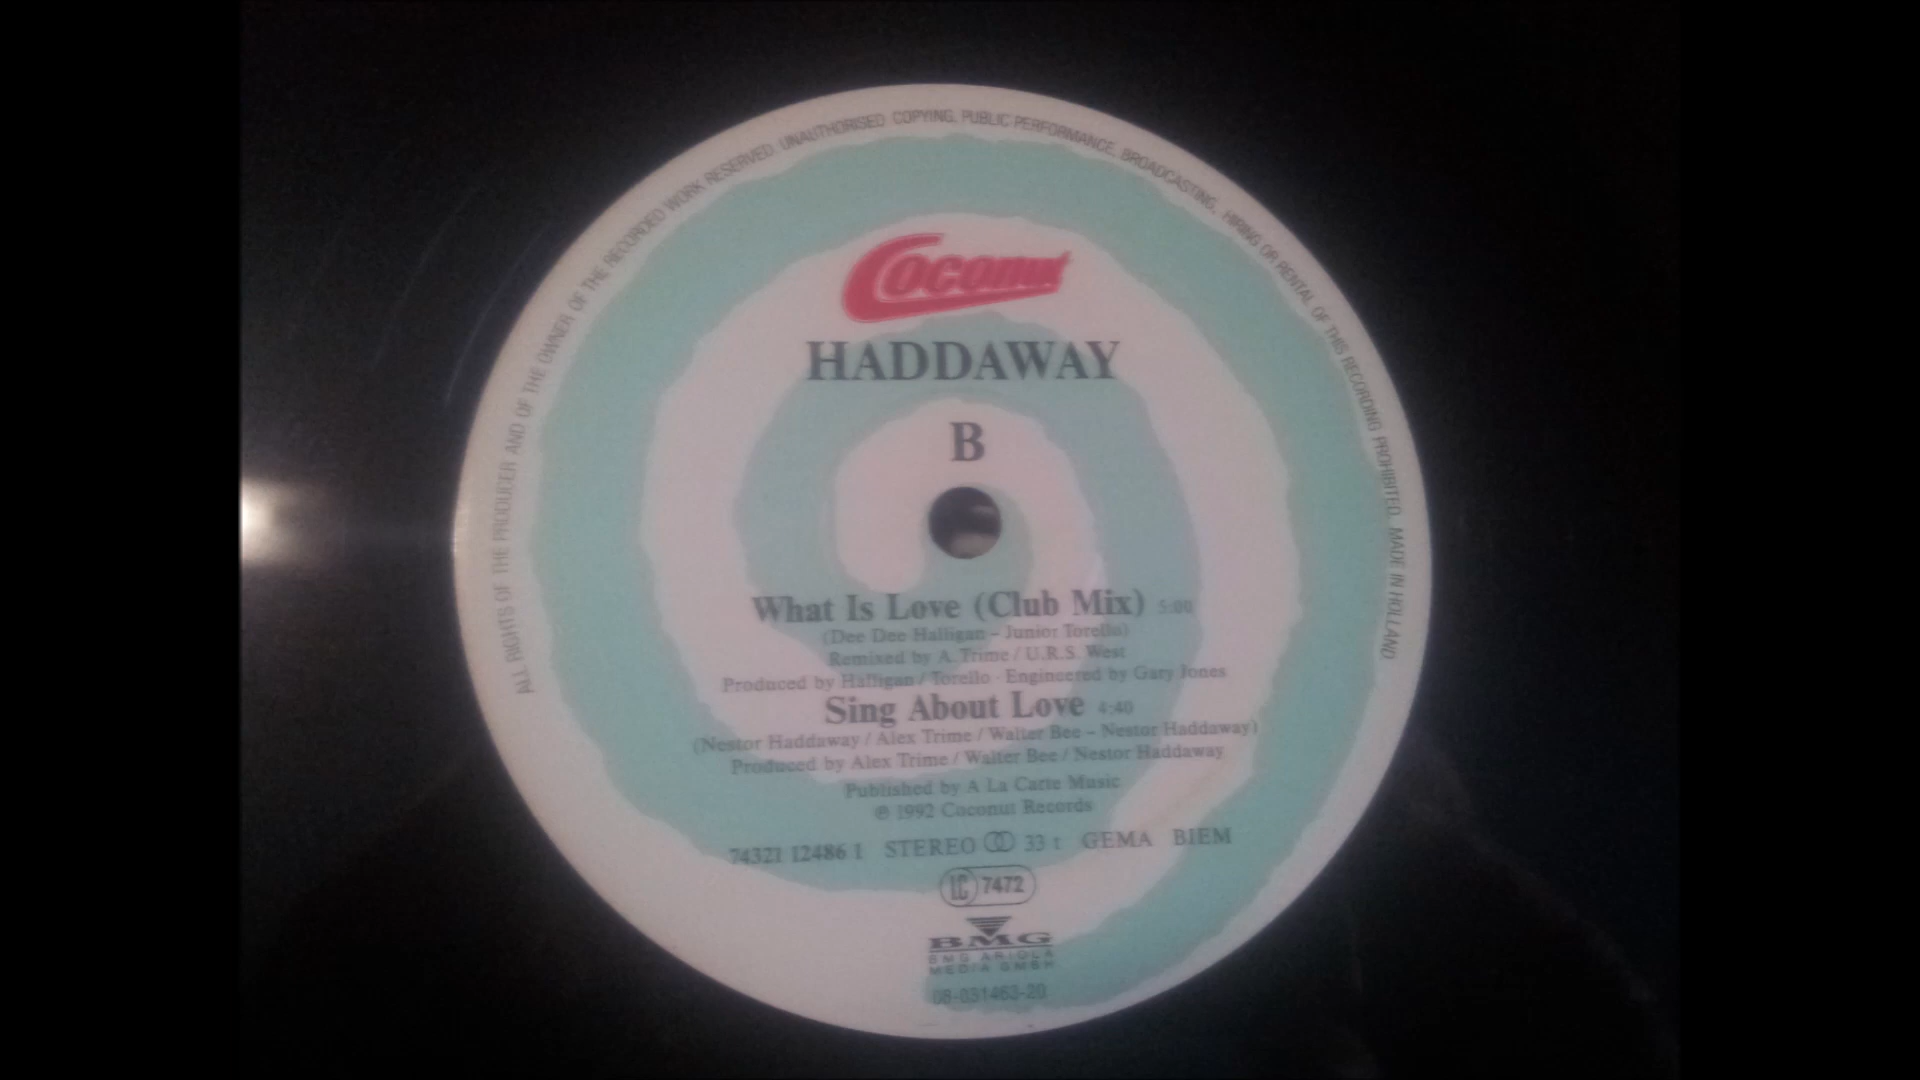 ALL RIGHTS OF THE PRODUCER AND OF THE OWNER OF THE RECORDED WORK RESERVED. UNAUTHORISED COPYING, PUBLIC PERFORMANCE, BROADCASTING, HIRING OR RENTAL OF THIS RECORDING PROHIBITED. MADE IN HOLLAND
COCONUT
HADDAWAY
B
What Is Love (Club Mix) 5:00
(Dee Dee Halligan – Junior Torello)
Remixed by A. Trime / U.R.S. West
Produced by Halligan / Torello · Engineered by Gary Jones
Sing About Love 4:40
(Nestor Haddaway / Alex Trime / Walter Bee – Nestor Haddaway)
Produced by Alex Trime / Walter Bee / Nestor Haddaway
Published by A La Carte Music
℗ 1992 Coconut Records
74321 12486 1 STEREO 33 t GEMA BIEM
LC 7472
BMG
BMG ARIOLA
MEDIA GMBH
08-031463-20